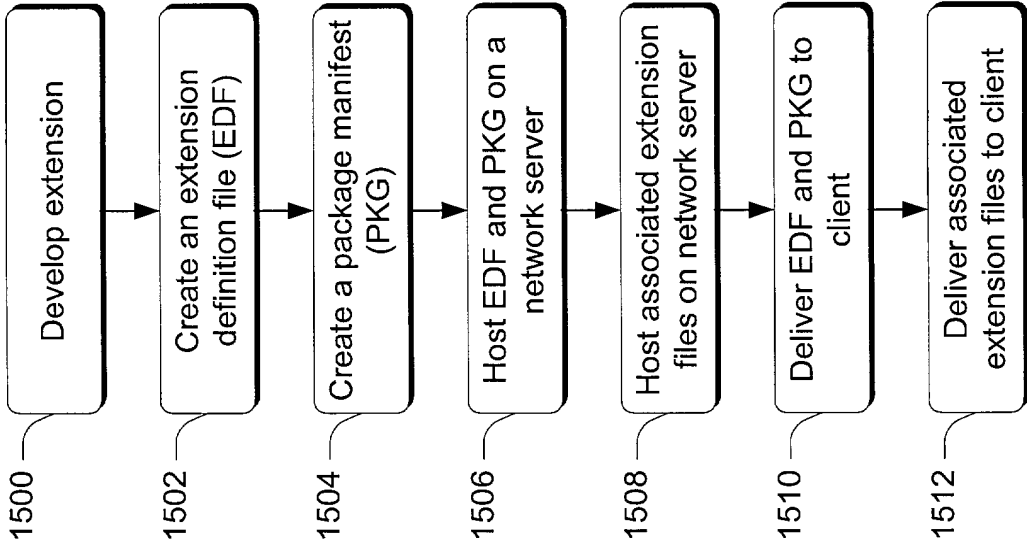 1500
Develop extension
1502
Create an extension
definition file (EDF)
1504
Create a package manifest
(PKG)
1506
Host EDF and PKG on a
network server
1508
Host associated extension
files on network server
1510
Deliver EDF and PKG to
client
1512
Deliver associated
extension files to client